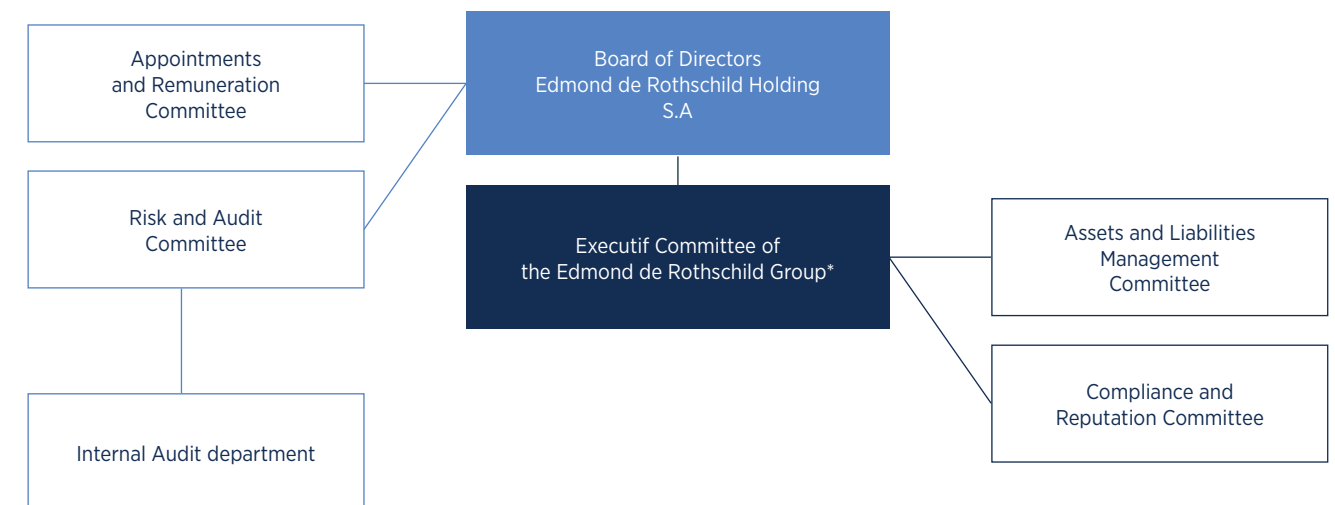 Appointments
and Remuneration
Committee
Board of Directors
Edmond de Rothschild Holding
S.A
Risk and Audit
Committee
Executif Committee of
the Edmond de Rothschild Group*
Assets and Liabilities
Management
Committee
Compliance and
Reputation Committee
Internal Audit department